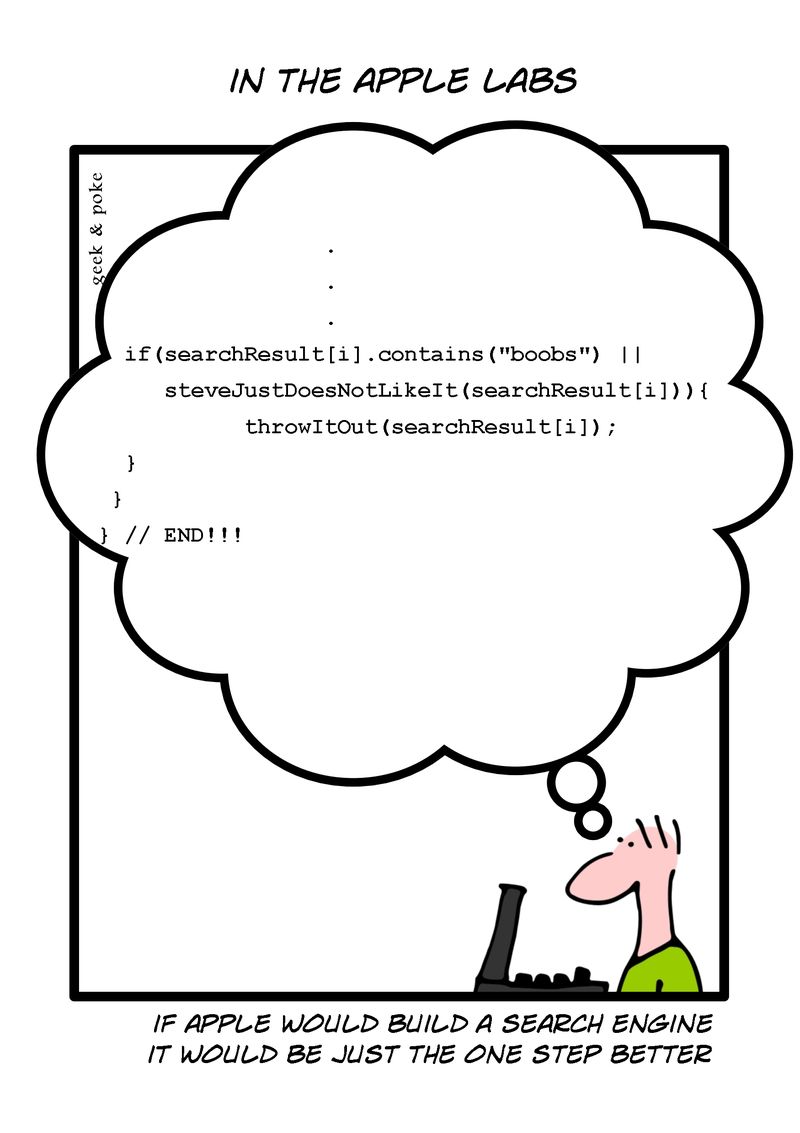 IN THE APPLE LABS
geek & poke
.
.
.
if(searchResult[i].contains("boobs") ||
steveJustDoesNotLikeIt(searchResult[i])){
throwItOut(searchResult[i]);
}
}
} // END!!!
IF APPLE WOULD BUILD A SEARCH ENGINE
IT WOULD BE JUST THE ONE STEP BETTER